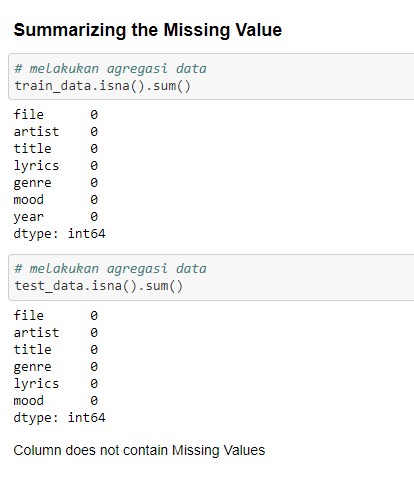 Summarizing the Missing Value
# melakukan agregasi data
train_data.isna().sum()
file 0
artist 0
title 0
lyrics 0
genre 0
mood 0
year 0
dtype: int64
# melakukan agregasi data
test_data.isna().sum()
file 0
artist 0
title 0
genre 0
lyrics 0
mood 0
dtype: int64
Column does not contain Missing Values